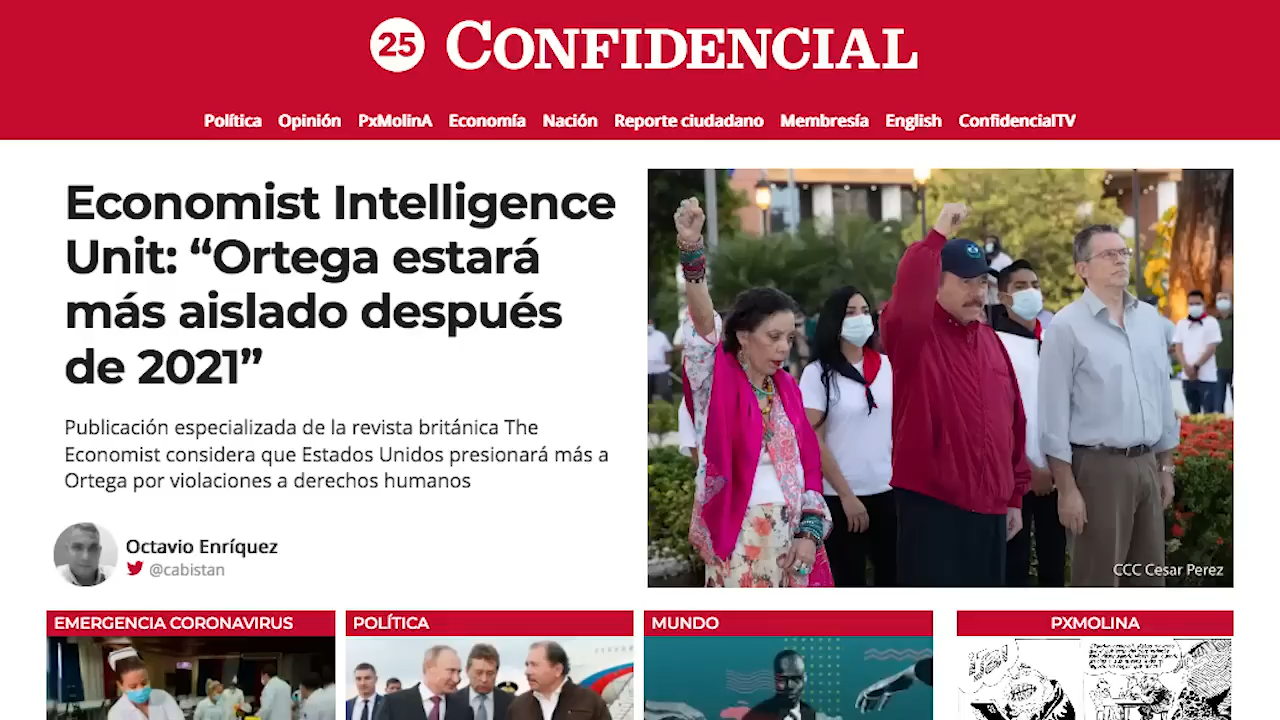 25 CONFIDENCIAL
Política Opinión PxMolinA Economía Nación Reporte ciudadano Membresía English ConfidencialTV
Economist Intelligence
Unit: “Ortega estará
más aislado después
de 2021”
Publicación especializada de la revista británica The
Economist considera que Estados Unidos presionará más a
Ortega por violaciones a derechos humanos
Octavio Enríquez
@cabistan
CCC Cesar Perez
EMERGENCIA CORONAVIRUS
POLÍTICA
MUNDO
PXMOLINA